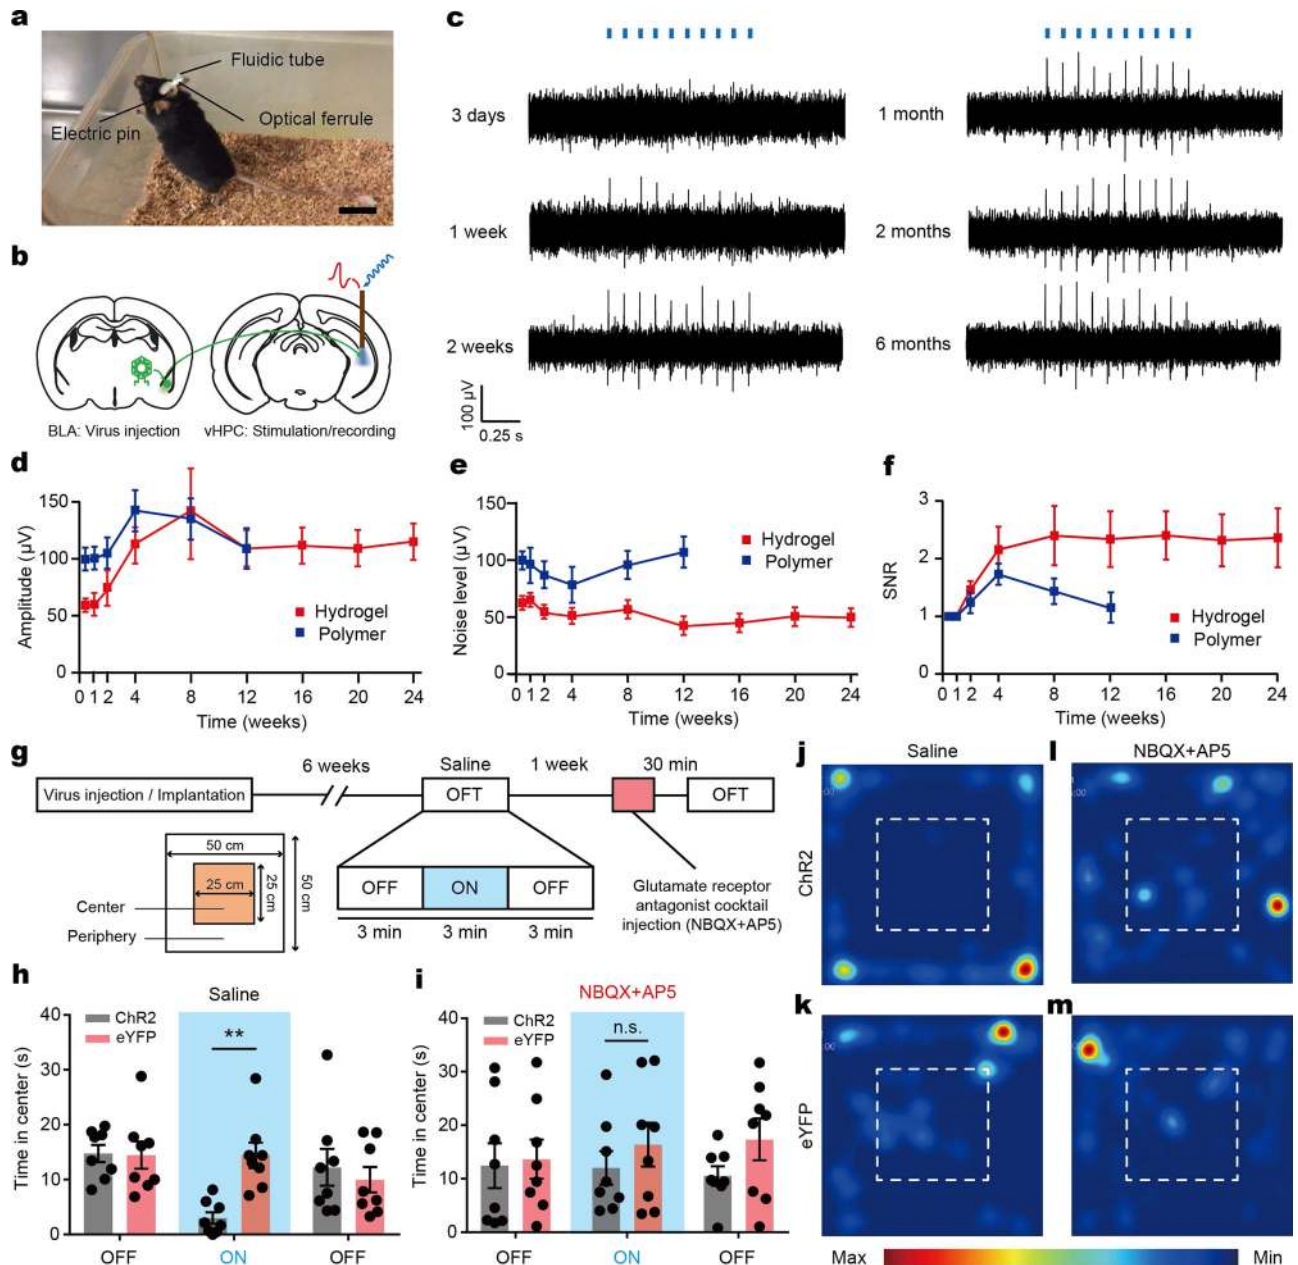 a
Fluidic tube
Electric pin
Optical ferrule
b
BLA: Virus injection
vHPC: Stimulation/recording
c
3 days
1 week
2 weeks
1 month
2 months
6 months
100 µV
0.25 s
d
Amplitude (µV)
150
100
50
0
Hydrogel
Polymer
0 1 2 4 8 12 16 20 24
Time (weeks)
e
Noise level (µV)
150
100
50
0
Hydrogel
Polymer
0 1 2 4 8 12 16 20 24
Time (weeks)
f
SNR
3
2
1
0
Hydrogel
Polymer
0 1 2 4 8 12 16 20 24
Time (weeks)
g
6 weeks
Saline
1 week
30 min
Virus injection / Implantation
OFT
OFT
50 cm
25 cm
25 cm
50 cm
Center
Periphery
OFF
ON
OFF
3 min
3 min
3 min
Glutamate receptor
antagonist cocktail
injection (NBQX+AP5)
h
Saline
Time in center (s)
40
30
20
10
0
ChR2
eYFP
**
OFF
ON
OFF
i
NBQX+AP5
Time in center (s)
40
30
20
10
0
ChR2
eYFP
n.s.
OFF
ON
OFF
j
Saline
l
NBQX+AP5
ChR2
k
m
eYFP
Max
Min